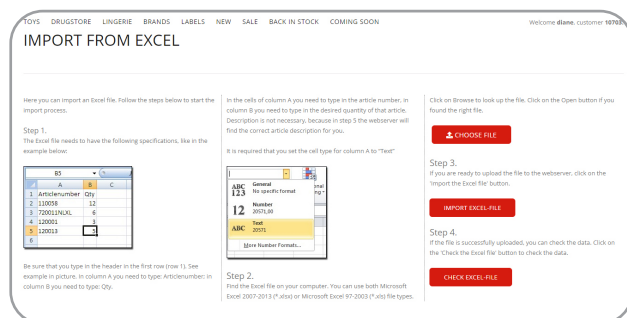 TOYS DRUGSTORE LINGERIE BRANDS LABELS NEW SALE BACK IN STOCK COMING SOON
Welcome diane, customer 10703
IMPORT FROM EXCEL
Here you can import an Excel file. Follow the steps below to start the
import process.
Step 1.
The Excel file needs to have the following specifications, like in the
example below:
B5
A B C
1 Articlenumber Qty
2 110058 12
3 720011NLXL 6
4 120001 3
5 120013 5
6
Be sure that you type in the header in the first row (row 1). See
example in picture. In column A you need to type: Articlenumber; in
column B you need to type: Qty.
In the cells of column A you need to type in the article number, in
column B you need to type in the desired quantity of that article.
Description is not necessary, because in step 5 the webserver will
find the correct article description for you.
It is required that you set the cell type for column A to "Text"
ABC 123 General
No specific format
12 Number
20571,00
ABC Text
20571
More Number Formats...
Step 2.
Find the Excel file on your computer. You can use both Microsoft
Excel 2007-2013 (*.xlsx) or Microsoft Excel 97-2003 (*.xls) file types.
Click on Browse to look up the file. Click on the Open button if you
found the right file.
CHOOSE FILE
Step 3.
If you are ready to upload the file to the webserver, click on the
'Import the Excel file' button.
IMPORT EXCEL-FILE
Step 4.
If the file is successfully uploaded, you can check the data. Click on
the 'Check the Excel file' button to check the data.
CHECK EXCEL-FILE